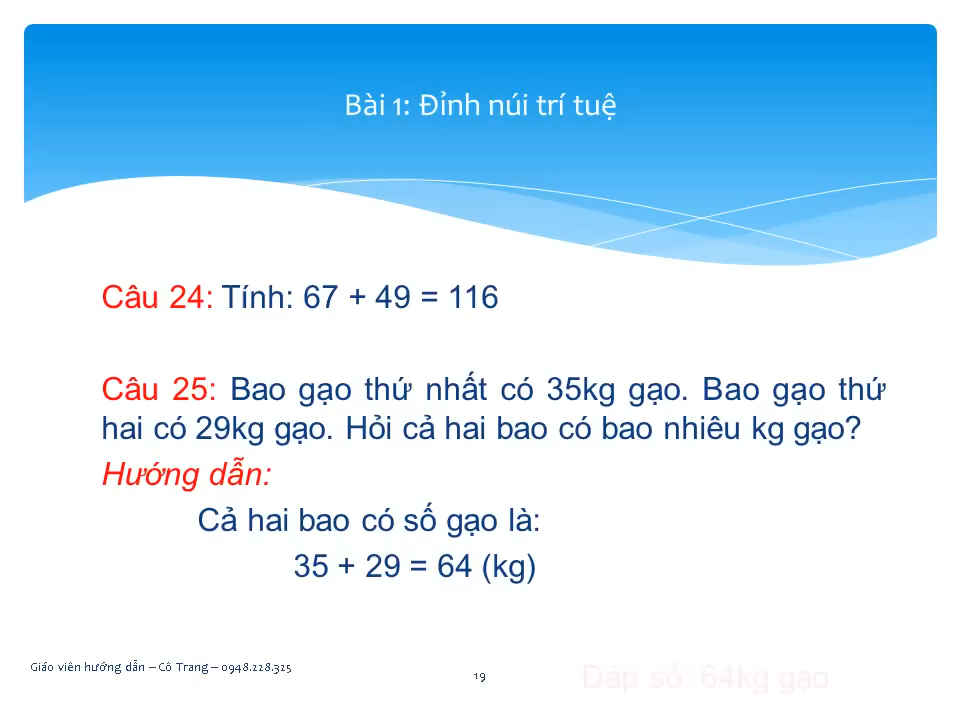 Bài 1: Đỉnh núi trí tuệ
Câu 24: Tính: 67 + 49 = 116
Câu 25: Bao gạo thứ nhất có 35kg gạo. Bao gạo thứ
hai có 29kg gạo. Hỏi cả hai bao có bao nhiêu kg gạo?
Hướng dẫn:
Cả hai bao có số gạo là:
35 + 29 = 64 (kg)
Giáo viên hướng dẫn – Cô Trang – 0948.228.325
19
Đáp số: 64kg gạo